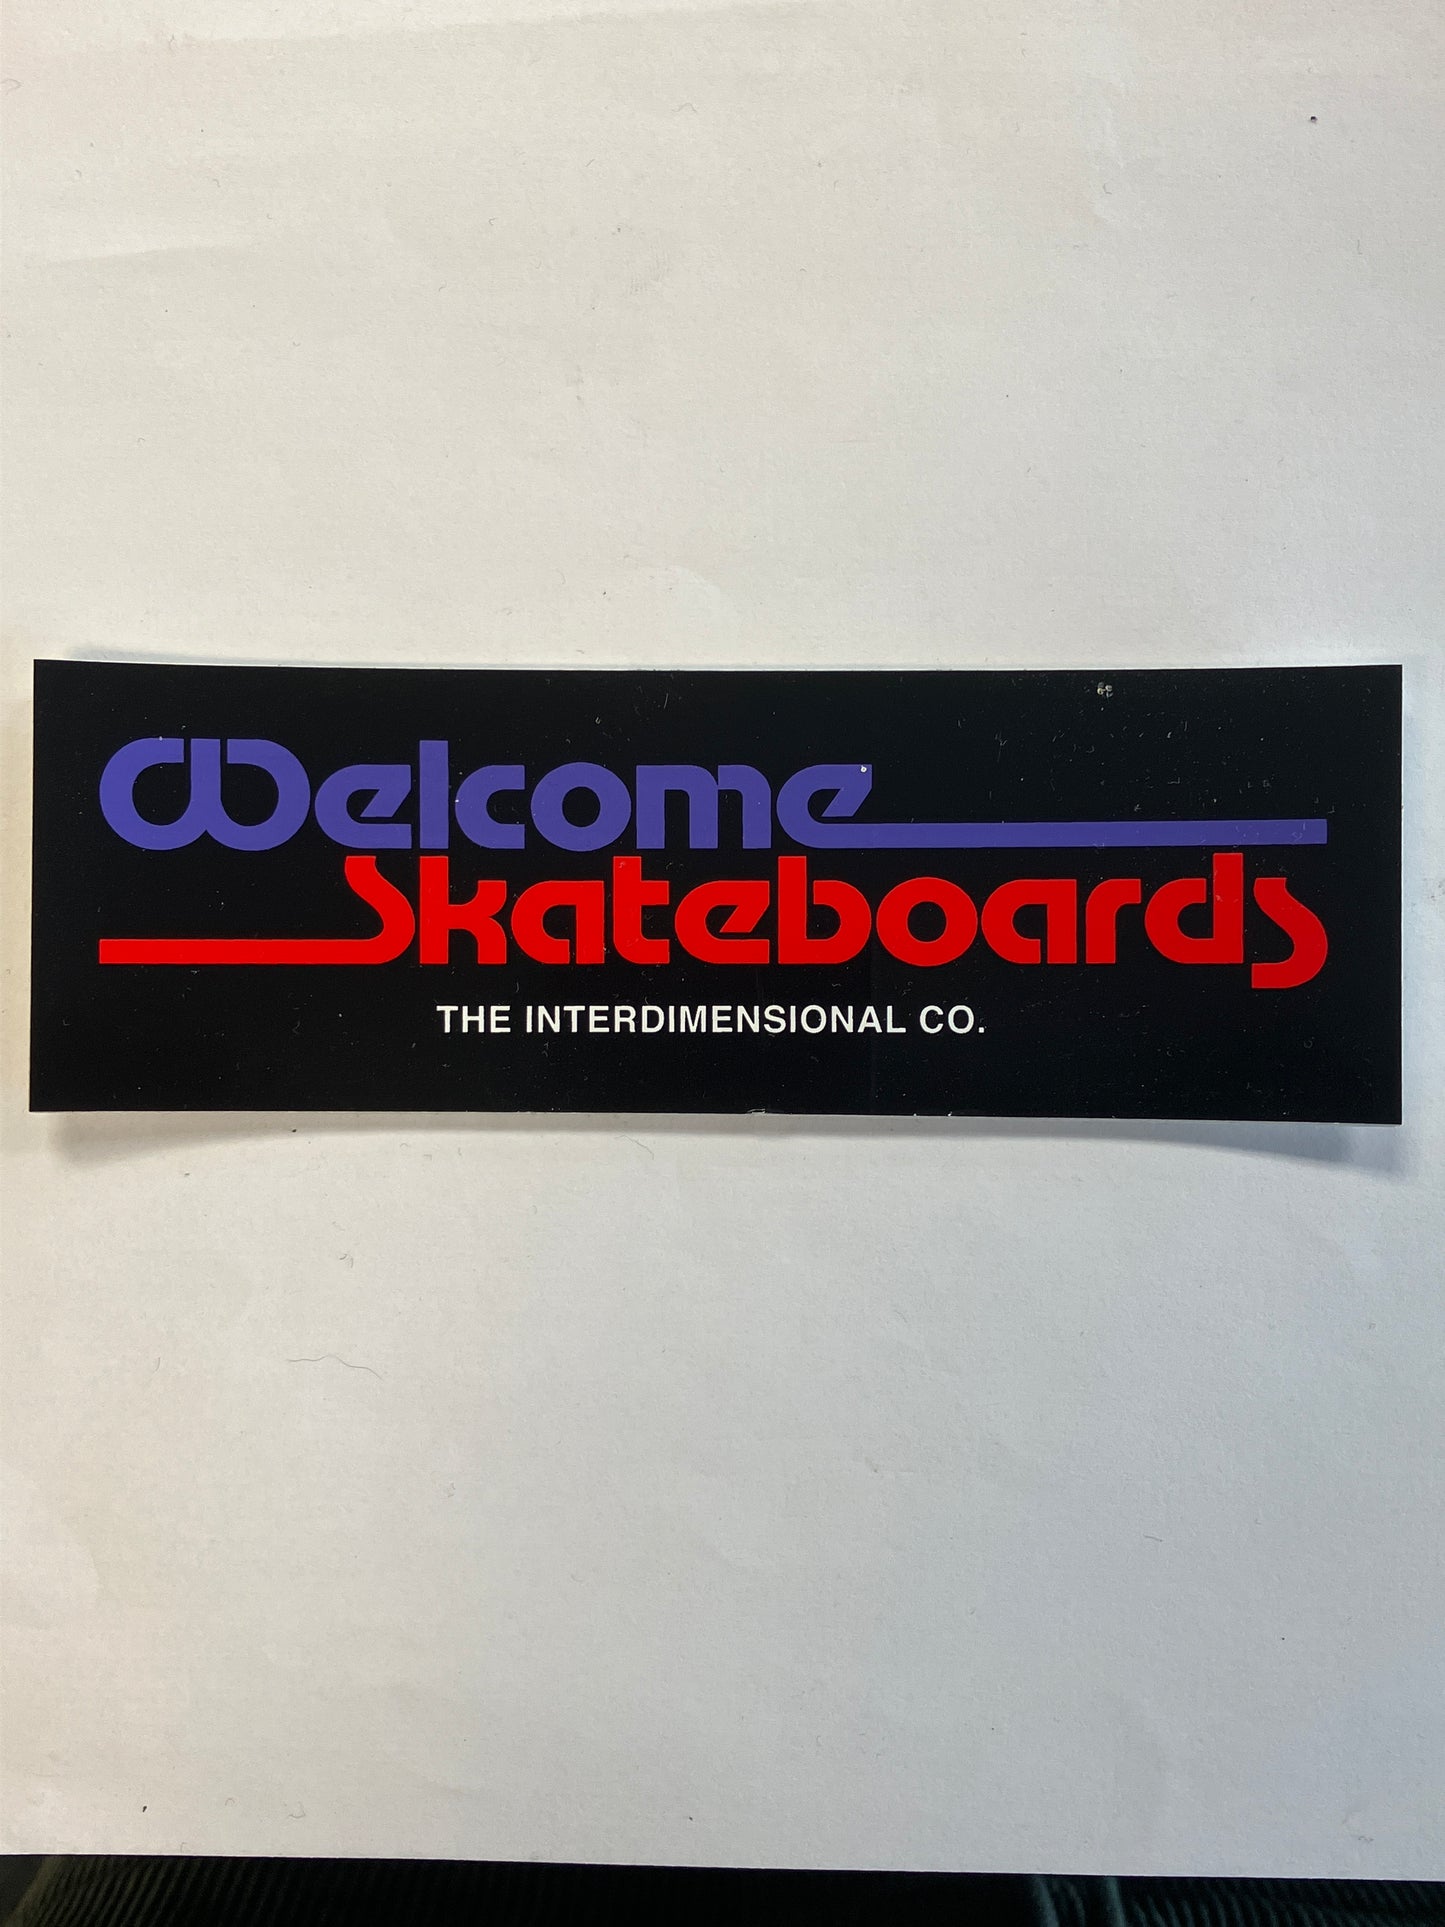 Welcome
Skateboards
THE INTERDIMENSIONAL CO.